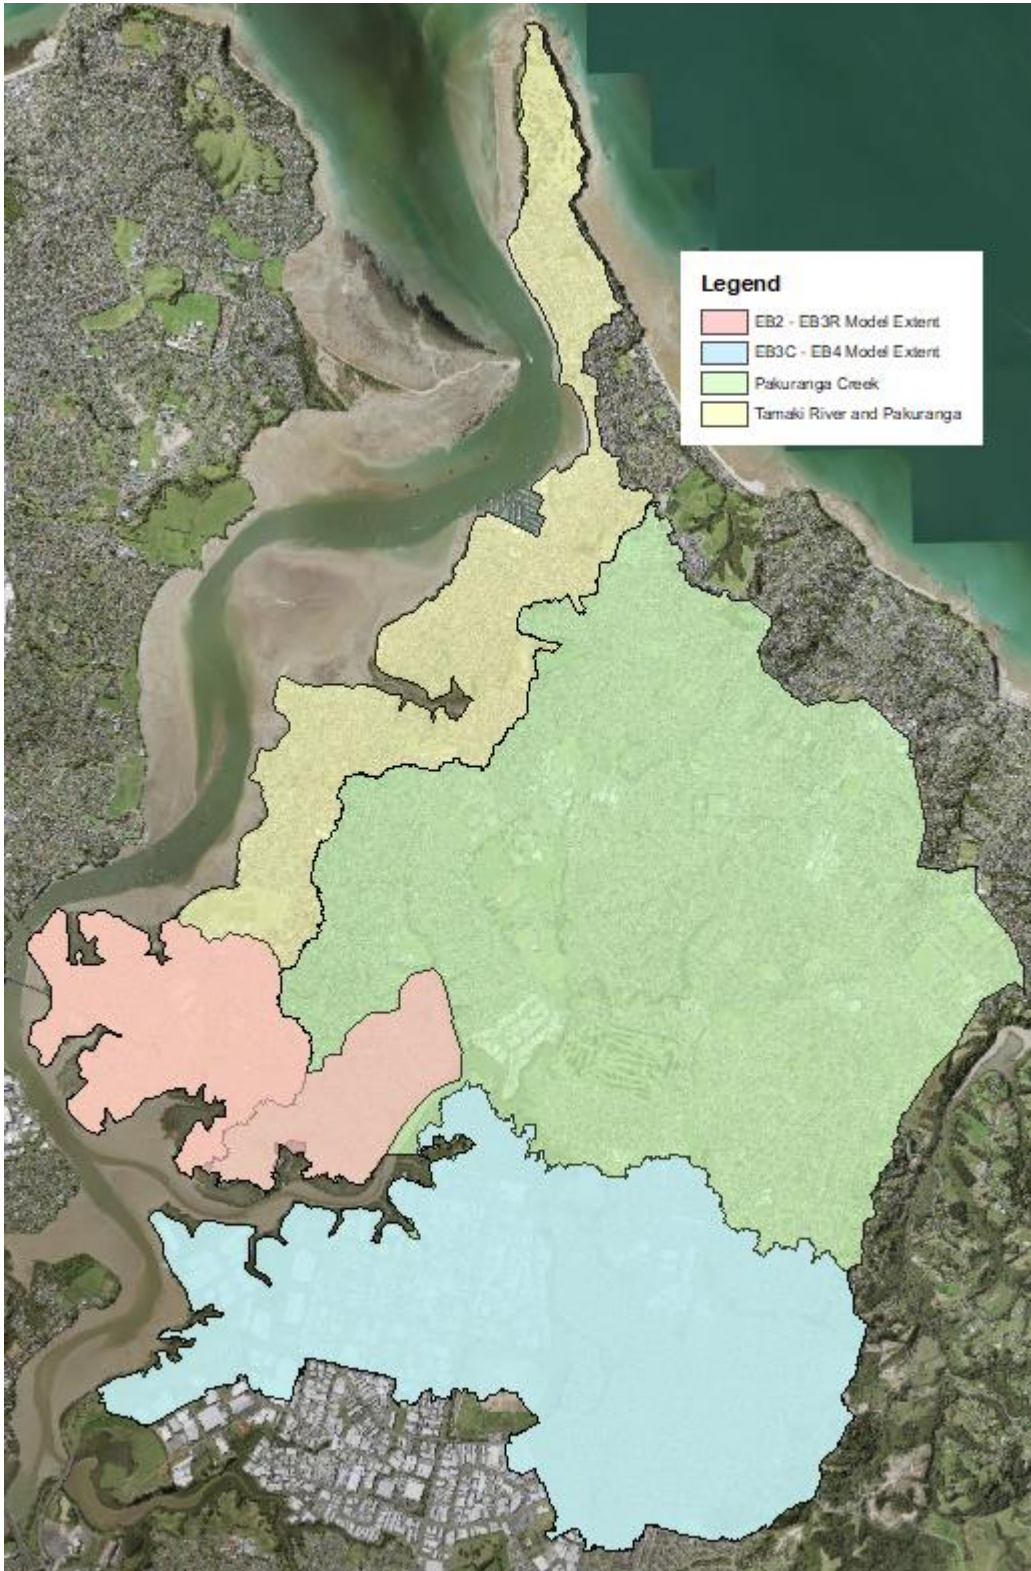 Legend
EB2 - EB3R Model Extent
EB3C - EB4 Model Extent
Pakuranga Creek
Tamaki River and Pakuranga